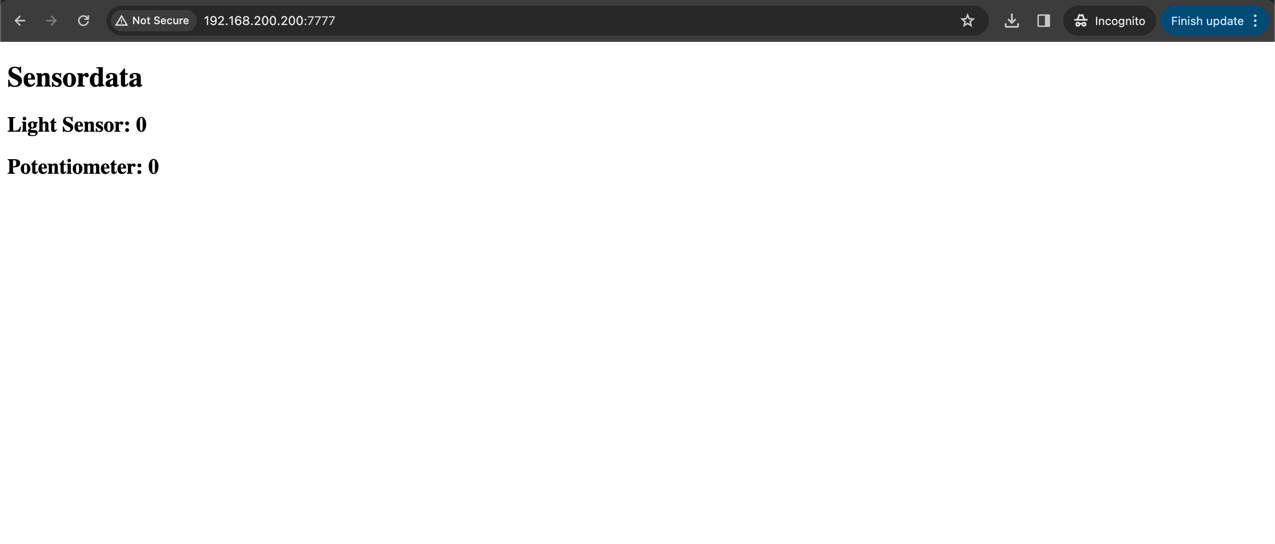 Not Secure 192.168.200.200:7777 Incognito Finish update
Sensordata
Light Sensor: 0
Potentiometer: 0